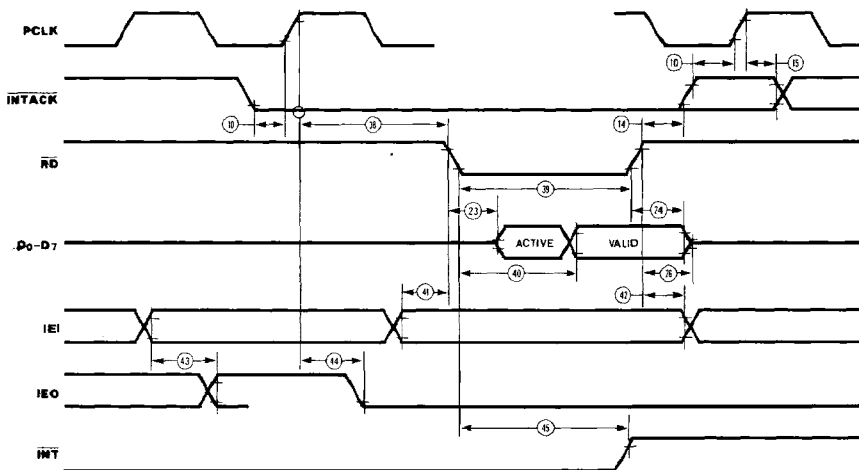 PCLK
10
15
INTACK
10
38
14
RD
39
23
24
D0-D7
ACTIVE
VALID
40
26
41
42
IEI
43
44
IEO
45
INT